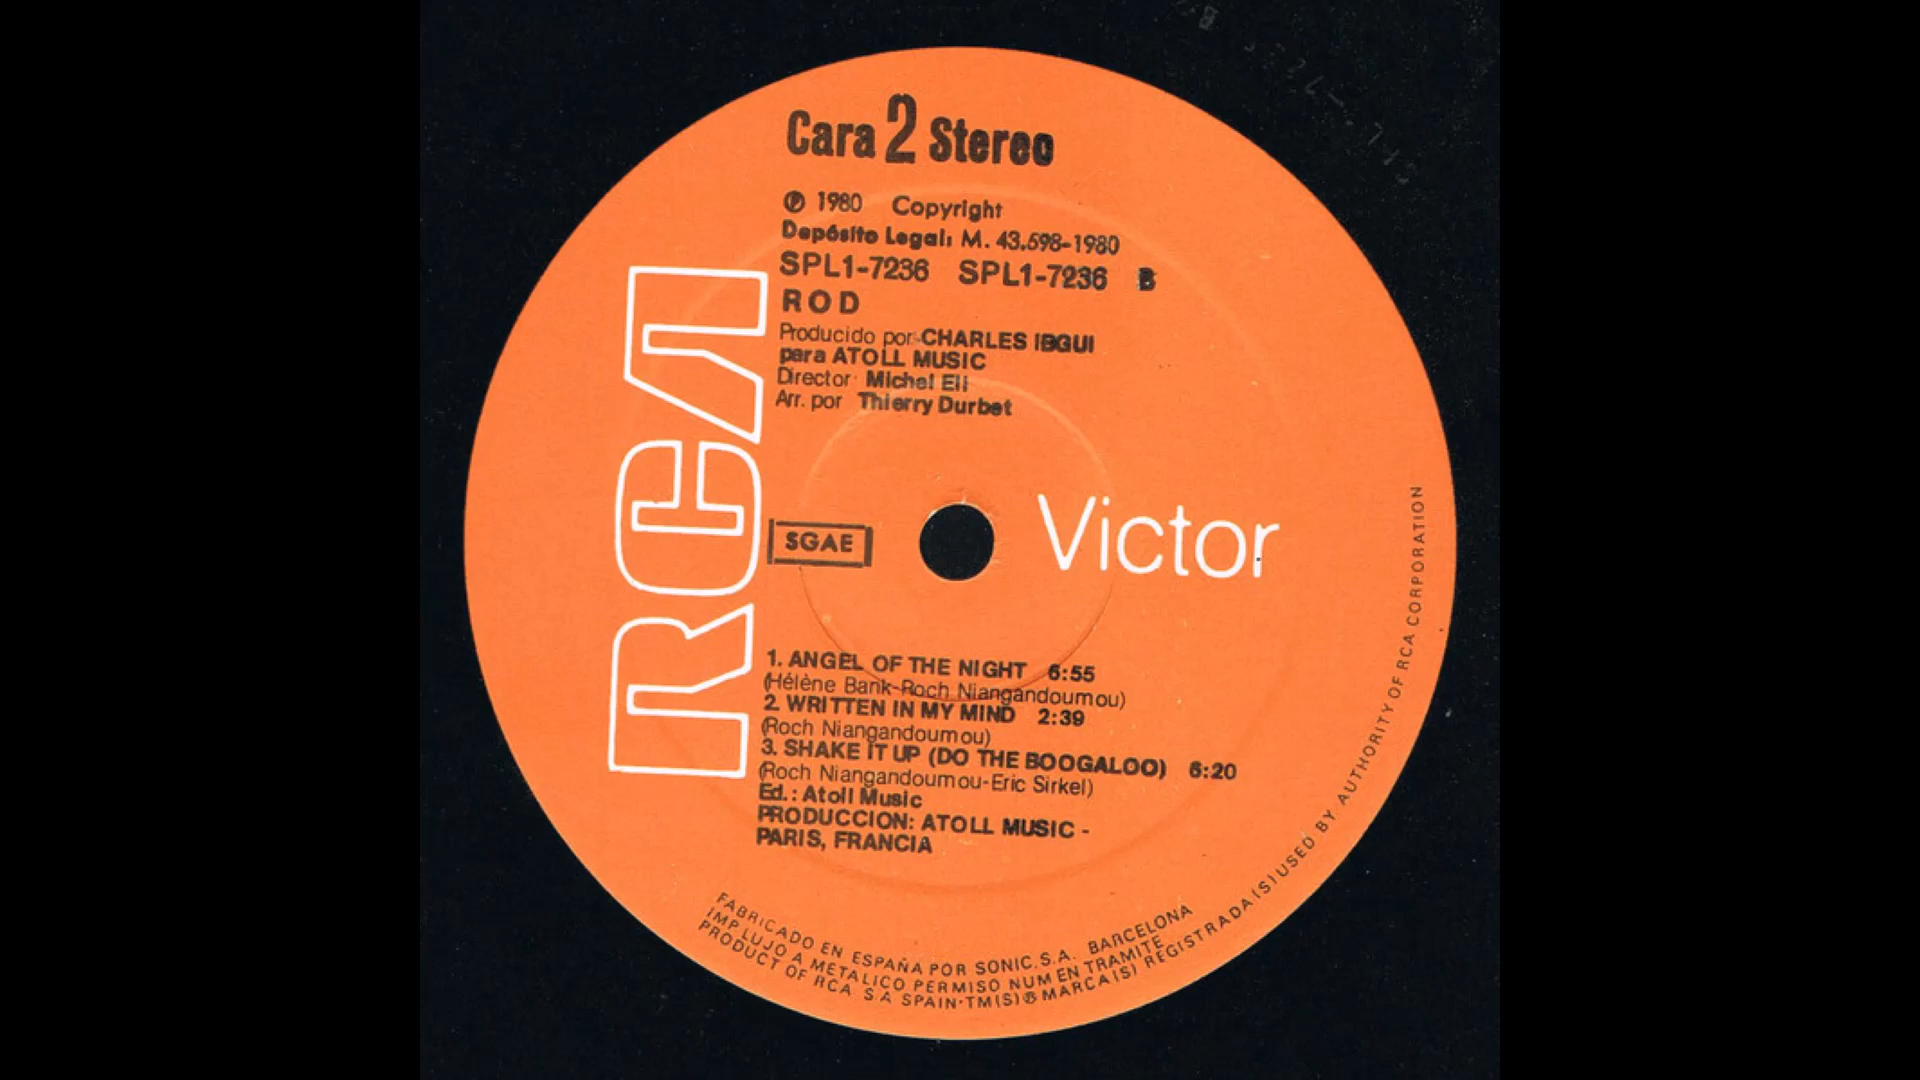 Cara 2 Stereo
℗ 1980 Copyright
Depósito Legal: M. 43.598-1980
SPL1-7236 SPL1-7236 B
ROD
Producido por CHARLES IBGUI
para ATOLL MUSIC
Director: Michel Eli
Arr. por Thierry Durbet
RCA
SGAE
Victor
1. ANGEL OF THE NIGHT 6:55
(Hélène Bank-Roch Niangandoumou)
2. WRITTEN IN MY MIND 2:39
(Roch Niangandoumou)
3. SHAKE IT UP (DO THE BOOGALOO) 6:20
(Roch Niangandoumou-Eric Sirkel)
Ed.: Atoll Music
PRODUCCION: ATOLL MUSIC -
PARIS, FRANCIA
FABRICADO EN ESPAÑA POR SONIC, S.A. BARCELONA
IMP LUJO A METALICO PERMISO NUM EN TRAMITE
PRODUCT OF RCA S.A SPAIN·TM(S)® MARCA(S) REGISTRADA(S) USED BY AUTHORITY OF RCA CORPORATION